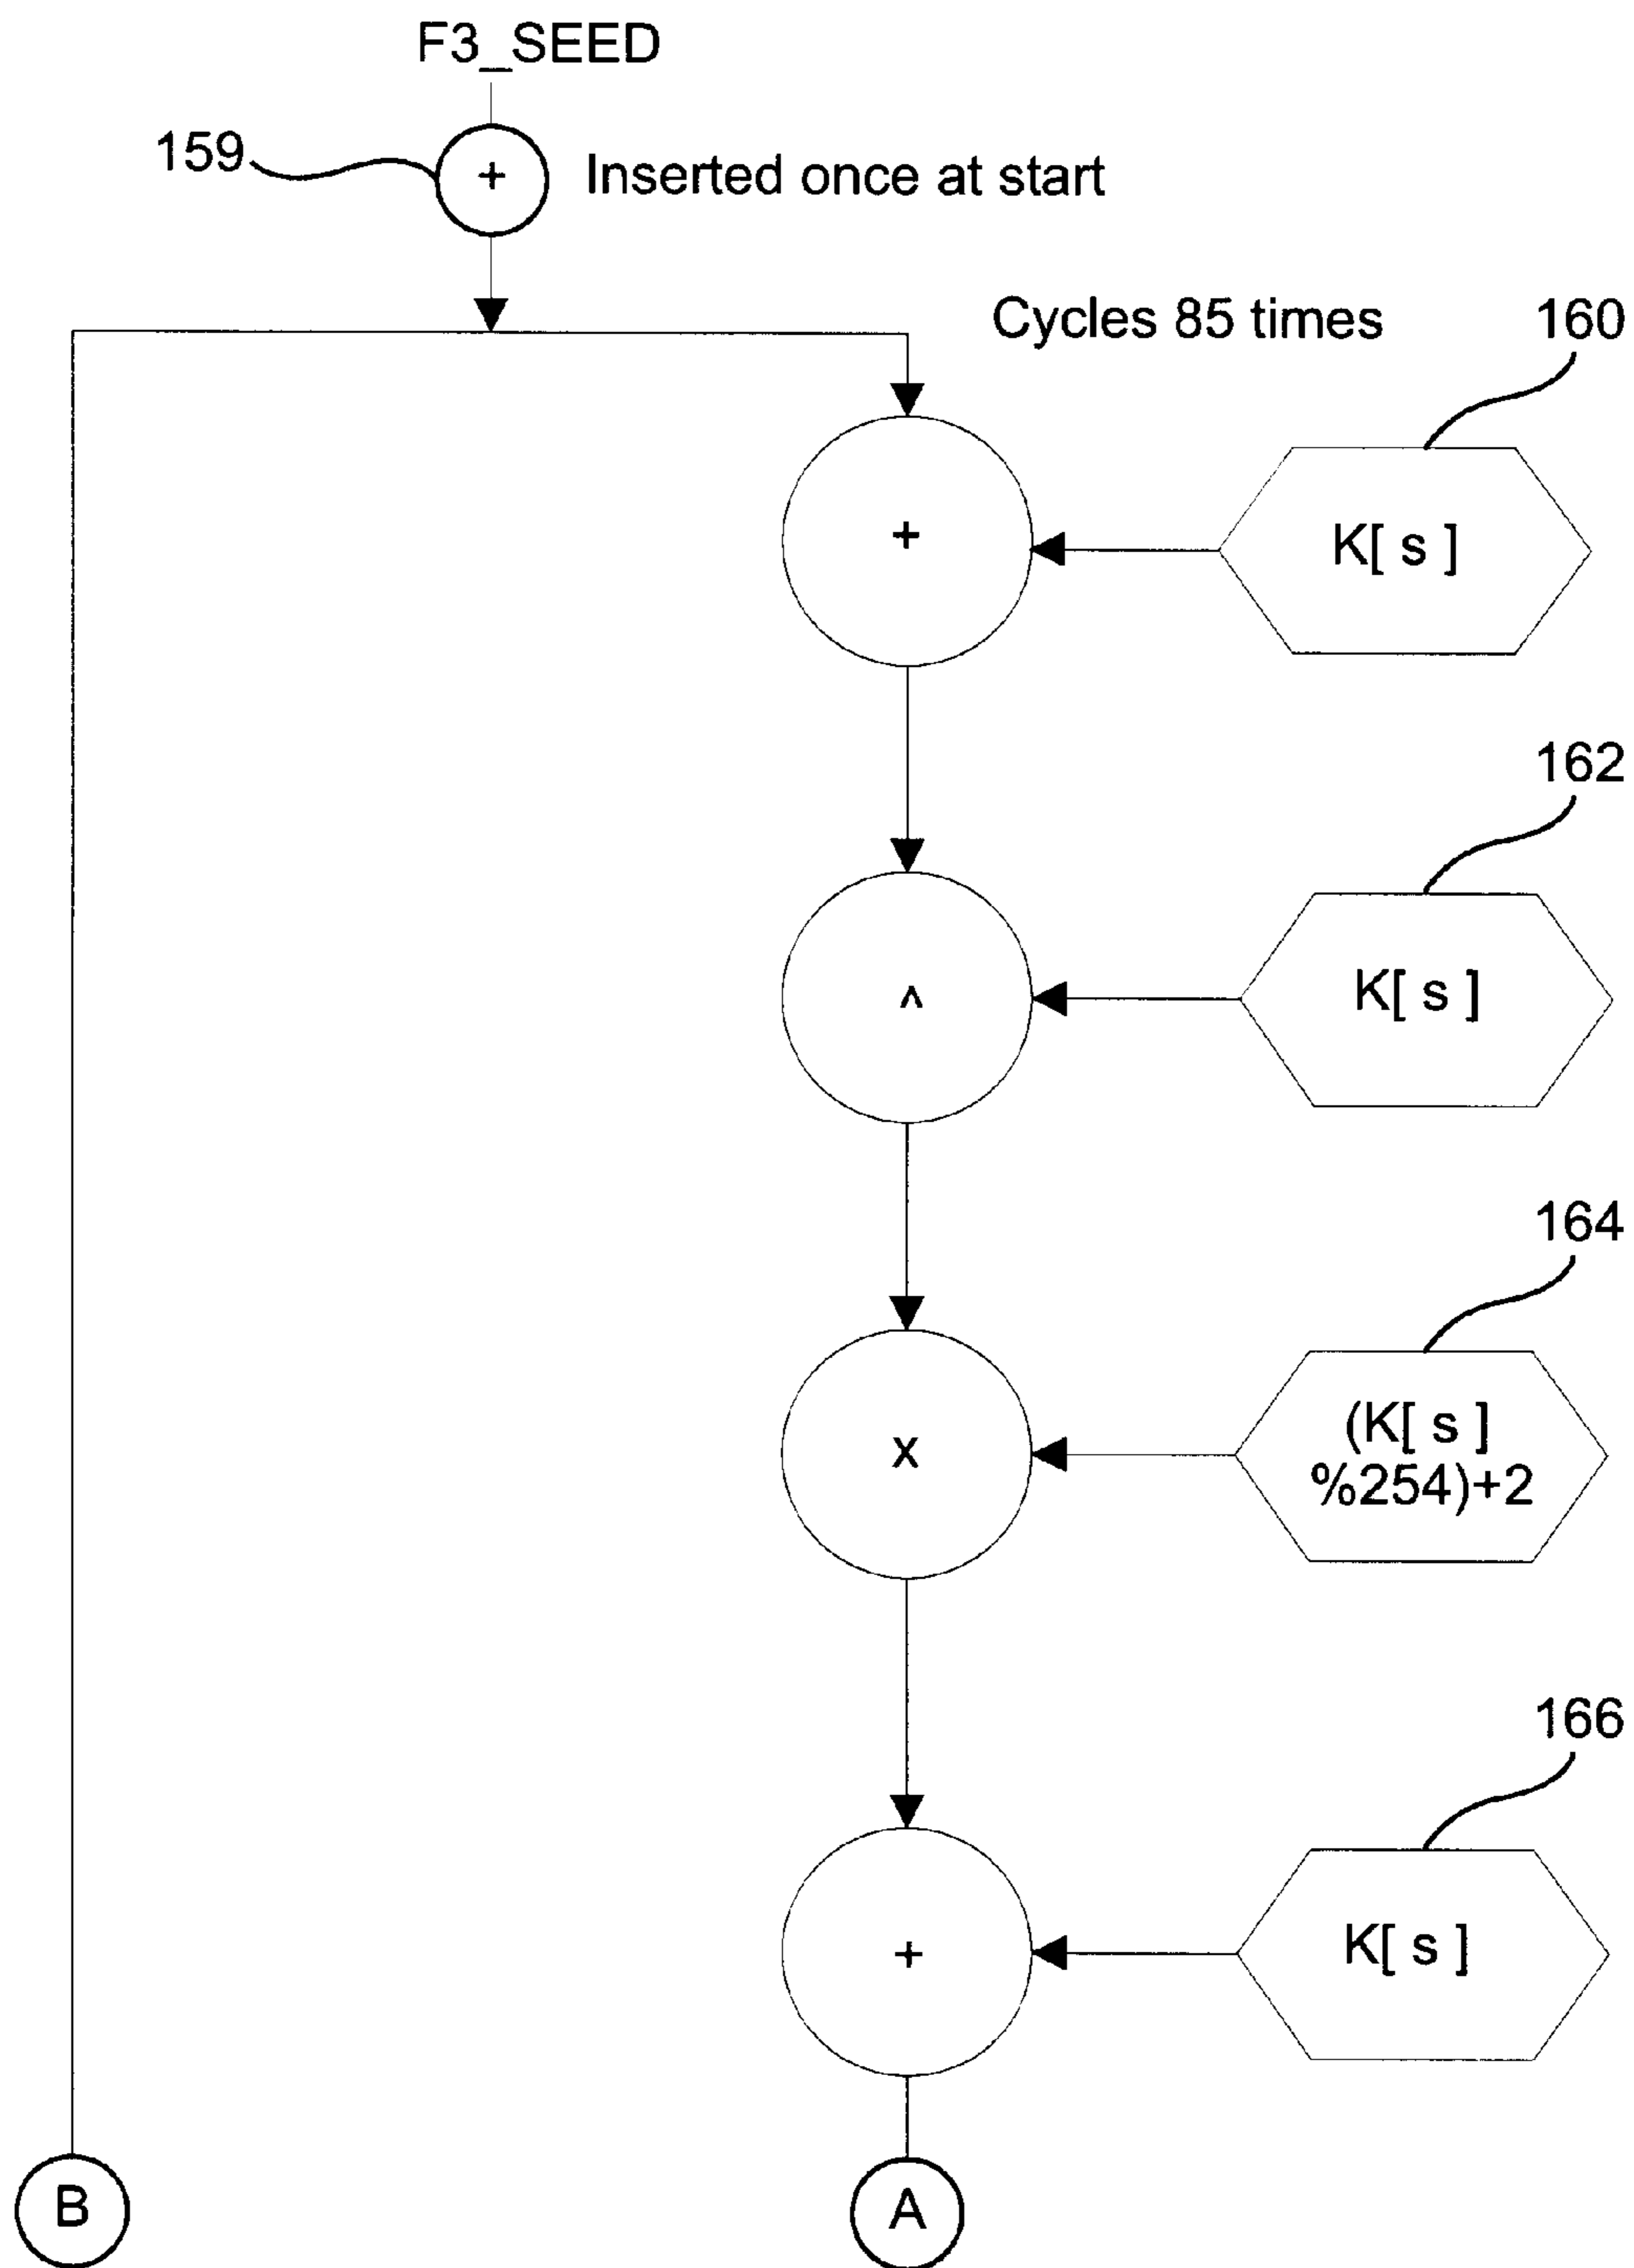 F3_SEED
159
+
Inserted once at start
Cycles 85 times
160
+
K[ s ]
162
^
K[ s ]
164
x
(K[ s ]
%254)+2
166
+
K[ s ]
B
A